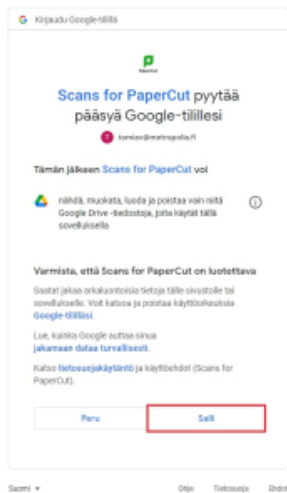 Kirjaudu Google-tilillä
PaperCut
Scans for PaperCut pyytää
pääsyä Google-tilillesi
T
@metropolia.fi
Tämän jälkeen Scans for PaperCut voi
nähdä, muokata, luoda ja poistaa vain niitä
Google Drive -tiedostoja, joita käytät tällä
sovelluksella
Varmista, että Scans for PaperCut on luotettava
Saatat jakaa arkaluontoisia tietoja tälle sivustolle tai
sovellukselle. Voit katsoa ja poistaa käyttöoikeuksia
Google-tililläsi.
Lue, kuinka Google auttaa sinua
jakamaan dataa turvallisesti.
Katso tietosuojakäytäntö ja käyttöehdot (Scans for
PaperCut).
Peru
Salli
Suomi
Ohje
Tietosuoja
Ehdot